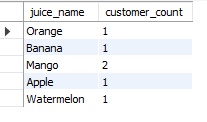 juice_name customer_count
Orange 1
Banana 1
Mango 2
Apple 1
Watermelon 1